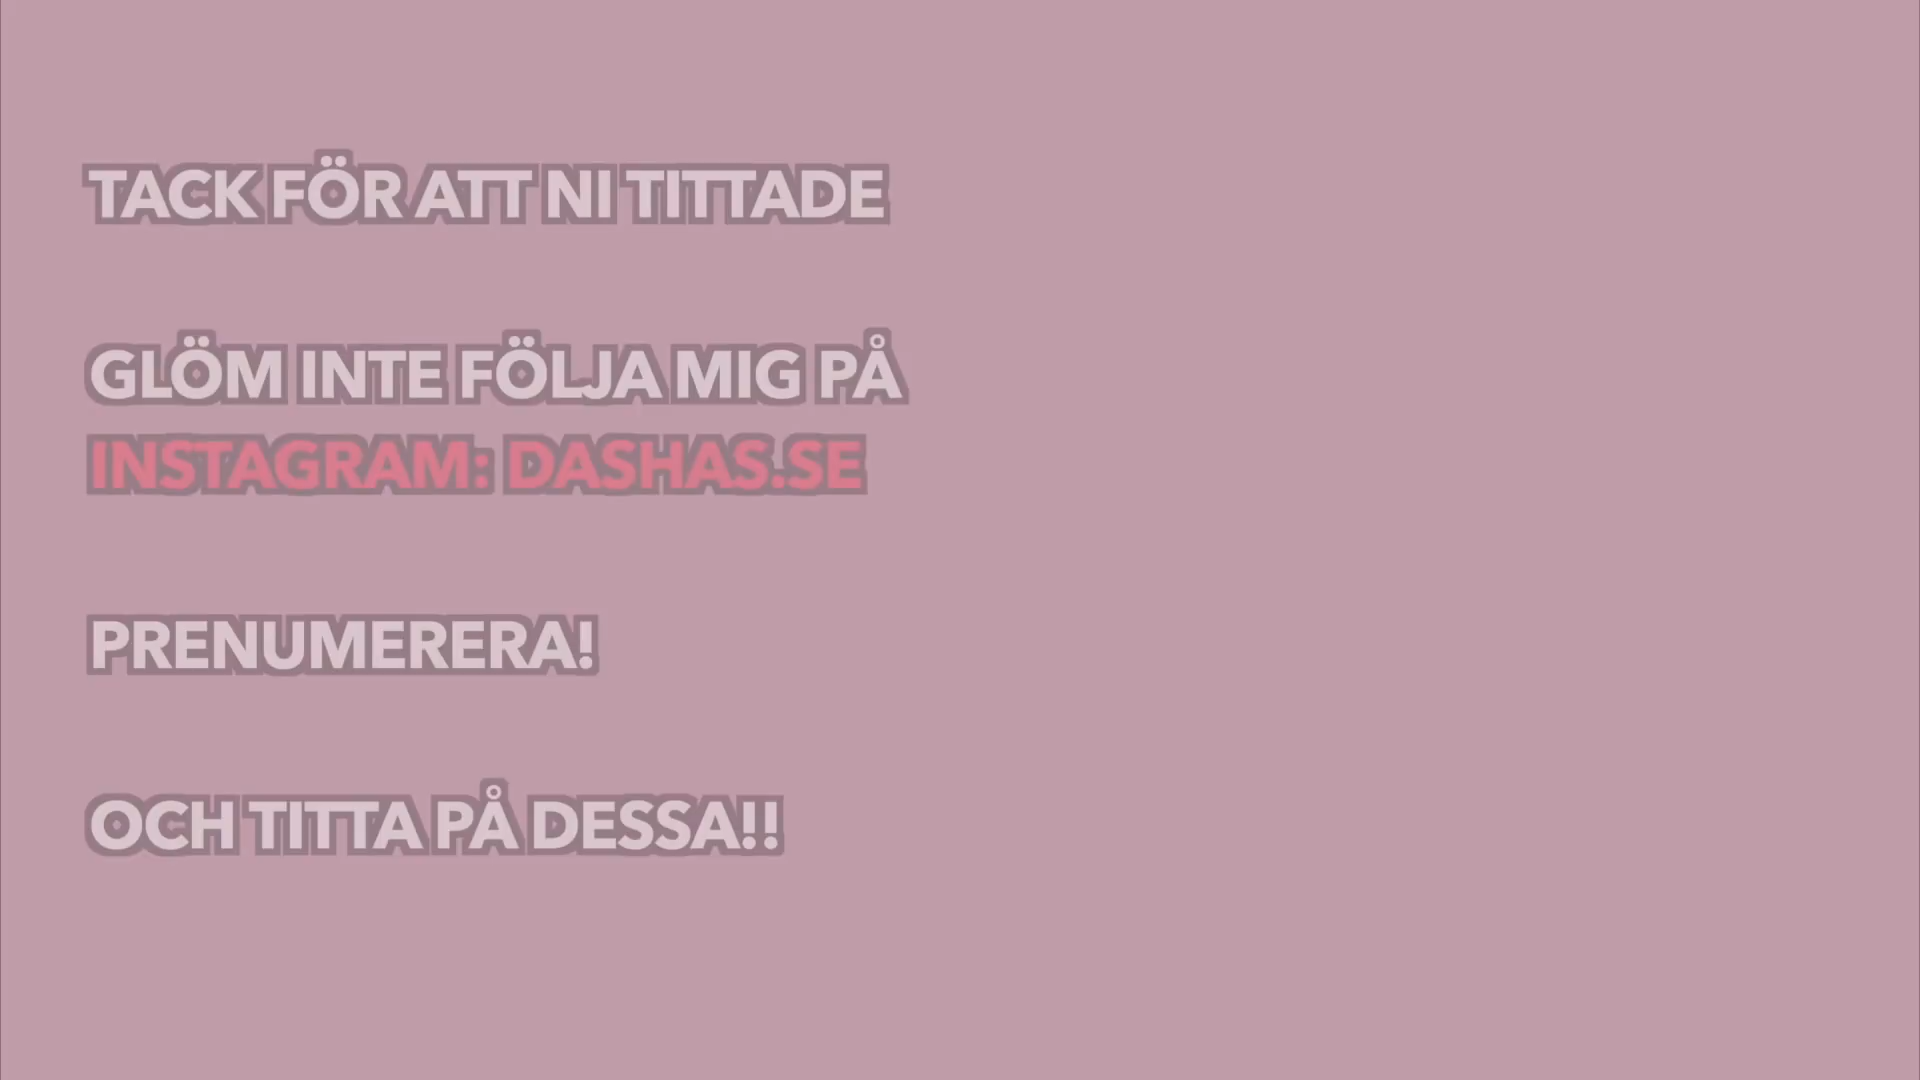 TACK FÖR ATT NI TITTADE
GLÖM INTE FÖLJA MIG PÅ
INSTAGRAM: DASHAS.SE
PRENUMERERA!
OCH TITTA PÅ DESSA!!